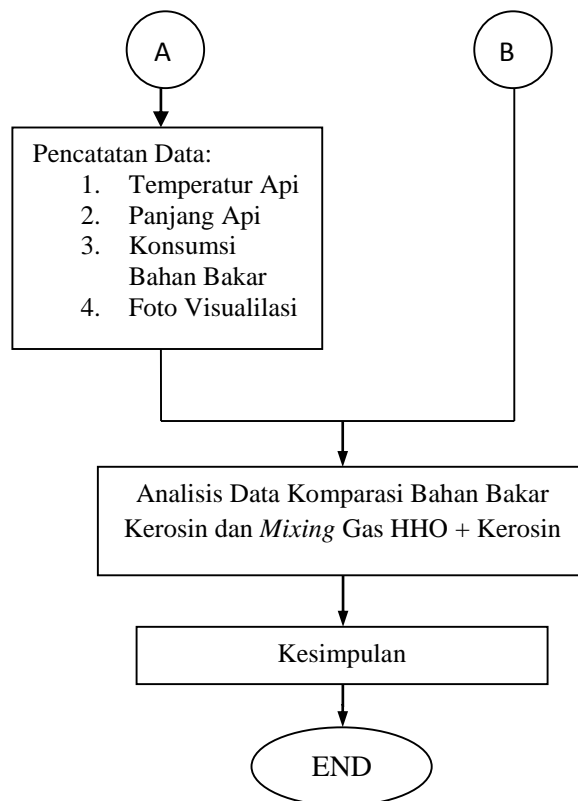 A
B
Pencatatan Data:
1. Temperatur Api
2. Panjang Api
3. Konsumsi
Bahan Bakar
4. Foto Visualilasi
Analisis Data Komparasi Bahan Bakar
Kerosin dan Mixing Gas HHO + Kerosin
Kesimpulan
END